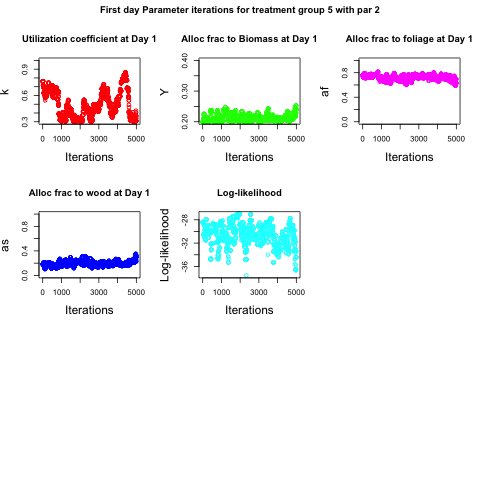 First day Parameter iterations for treatment group 5 with par 2
Utilization coefficient at Day 1
k
0.3 0.5 0.7 0.9
0 1000 3000 5000
Iterations
Alloc frac to Biomass at Day 1
Y
0.20 0.30 0.40
0 1000 3000 5000
Iterations
Alloc frac to foliage at Day 1
af
0.0 0.4 0.8
0 1000 3000 5000
Iterations
Alloc frac to wood at Day 1
as
0.0 0.4 0.8
0 1000 3000 5000
Iterations
Log-likelihood
Log-likelihood
-36 -32 -28
0 1000 3000 5000
Iterations